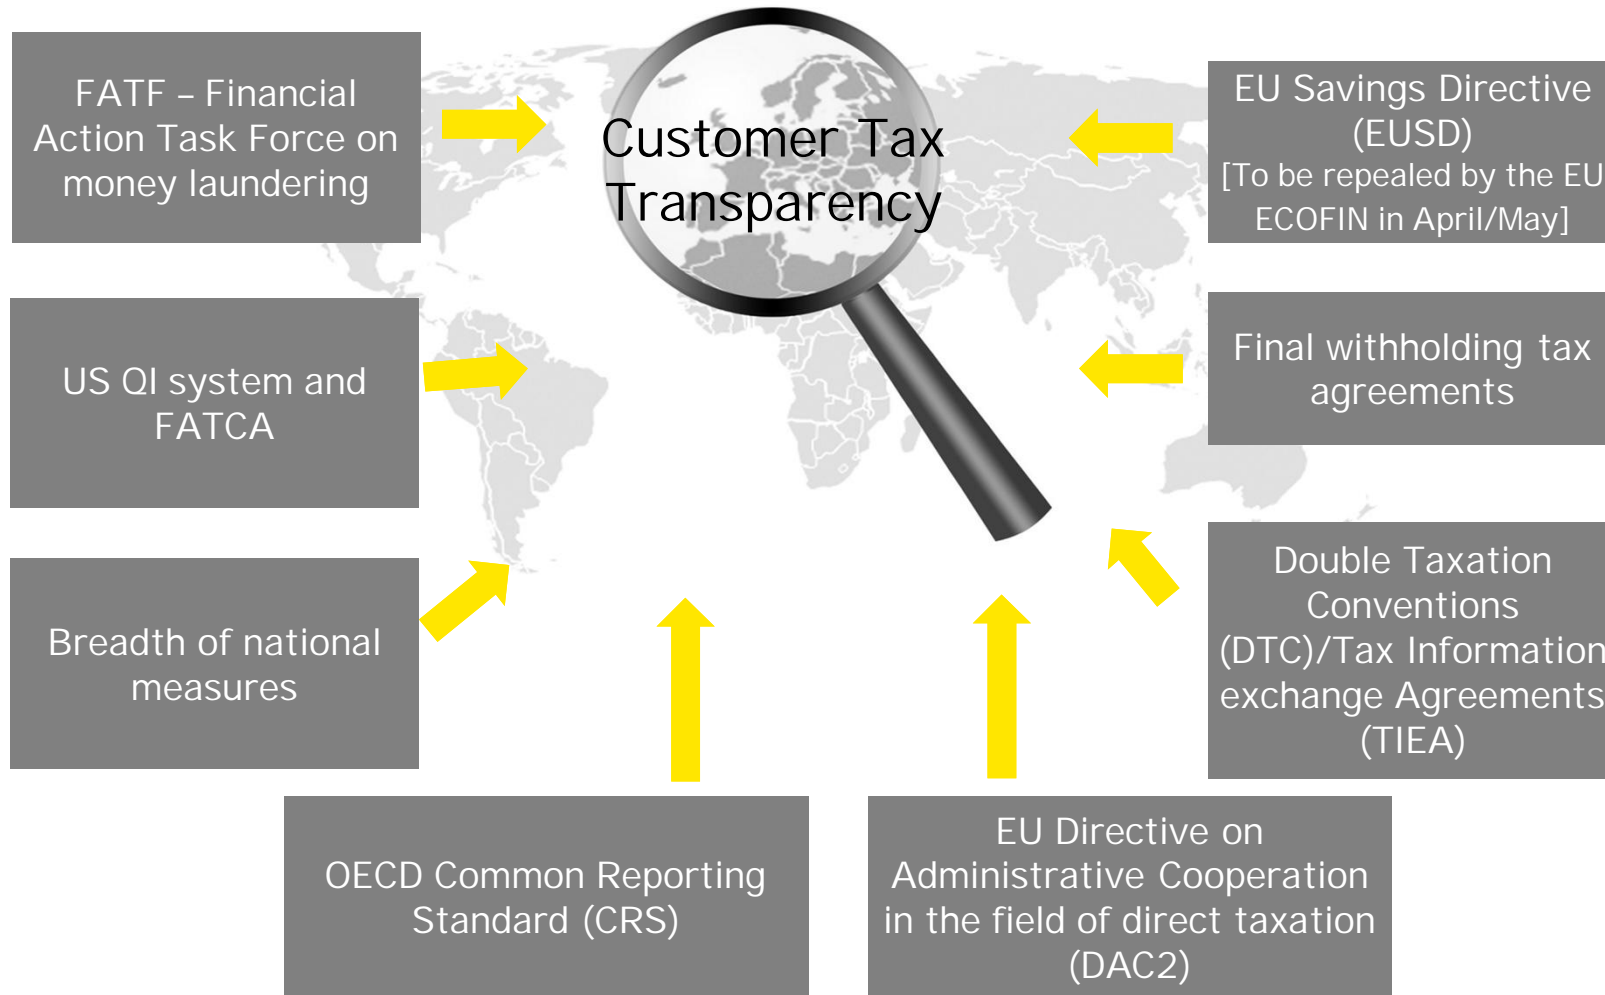 FATF – Financial
Action Task Force on
money laundering
Customer Tax
Transparency
EU Savings Directive
(EUSD)
[To be repealed by the EU
ECOFIN in April/May]
US QI system and
FATCA
Final withholding tax
agreements
Breadth of national
measures
Double Taxation
Conventions
(DTC)/Tax Information
exchange Agreements
(TIEA)
OECD Common Reporting
Standard (CRS)
EU Directive on
Administrative Cooperation
in the field of direct taxation
(DAC2)